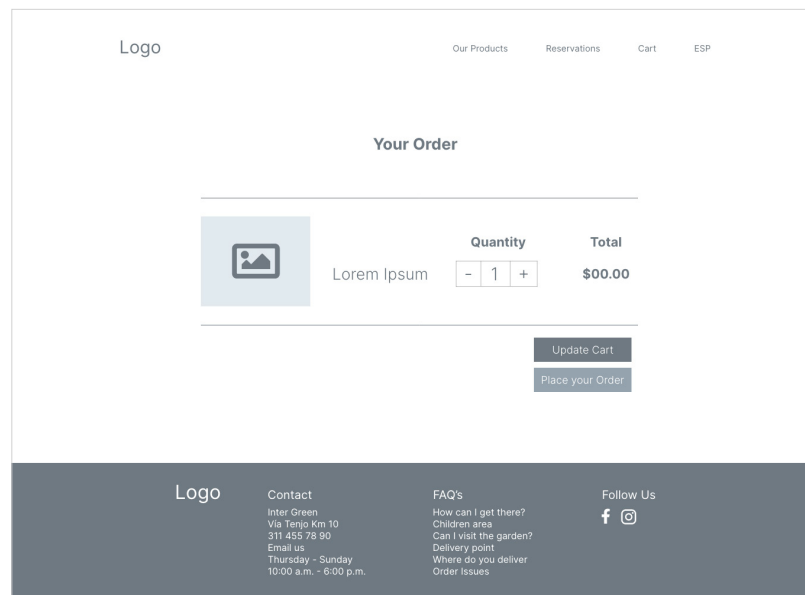 Logo
Our Products Reservations Cart ESP
Your Order
Quantity Total
Lorem Ipsum - 1 + $00.00
Update Cart
Place your Order
Logo
Contact
Inter Green
Vía Tenjo Km 10
311 455 78 90
Email us
Thursday - Sunday
10:00 a.m. - 6:00 p.m.
FAQ's
How can I get there?
Children area
Can I visit the garden?
Delivery point
Where do you deliver
Order Issues
Follow Us